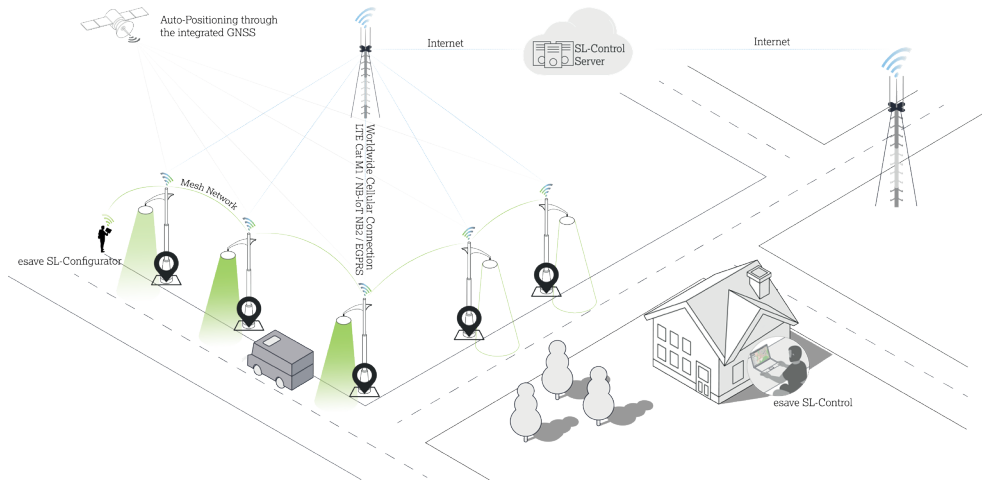 Auto-Positioning through
the integrated GNSS
Internet
SL-Control
Server
Internet
Worldwide Cellular Connection
LTE Cat M1 / NB-IoT NB2 / EGPRS
Mesh Network
esave SL-Configurator
esave SL-Control